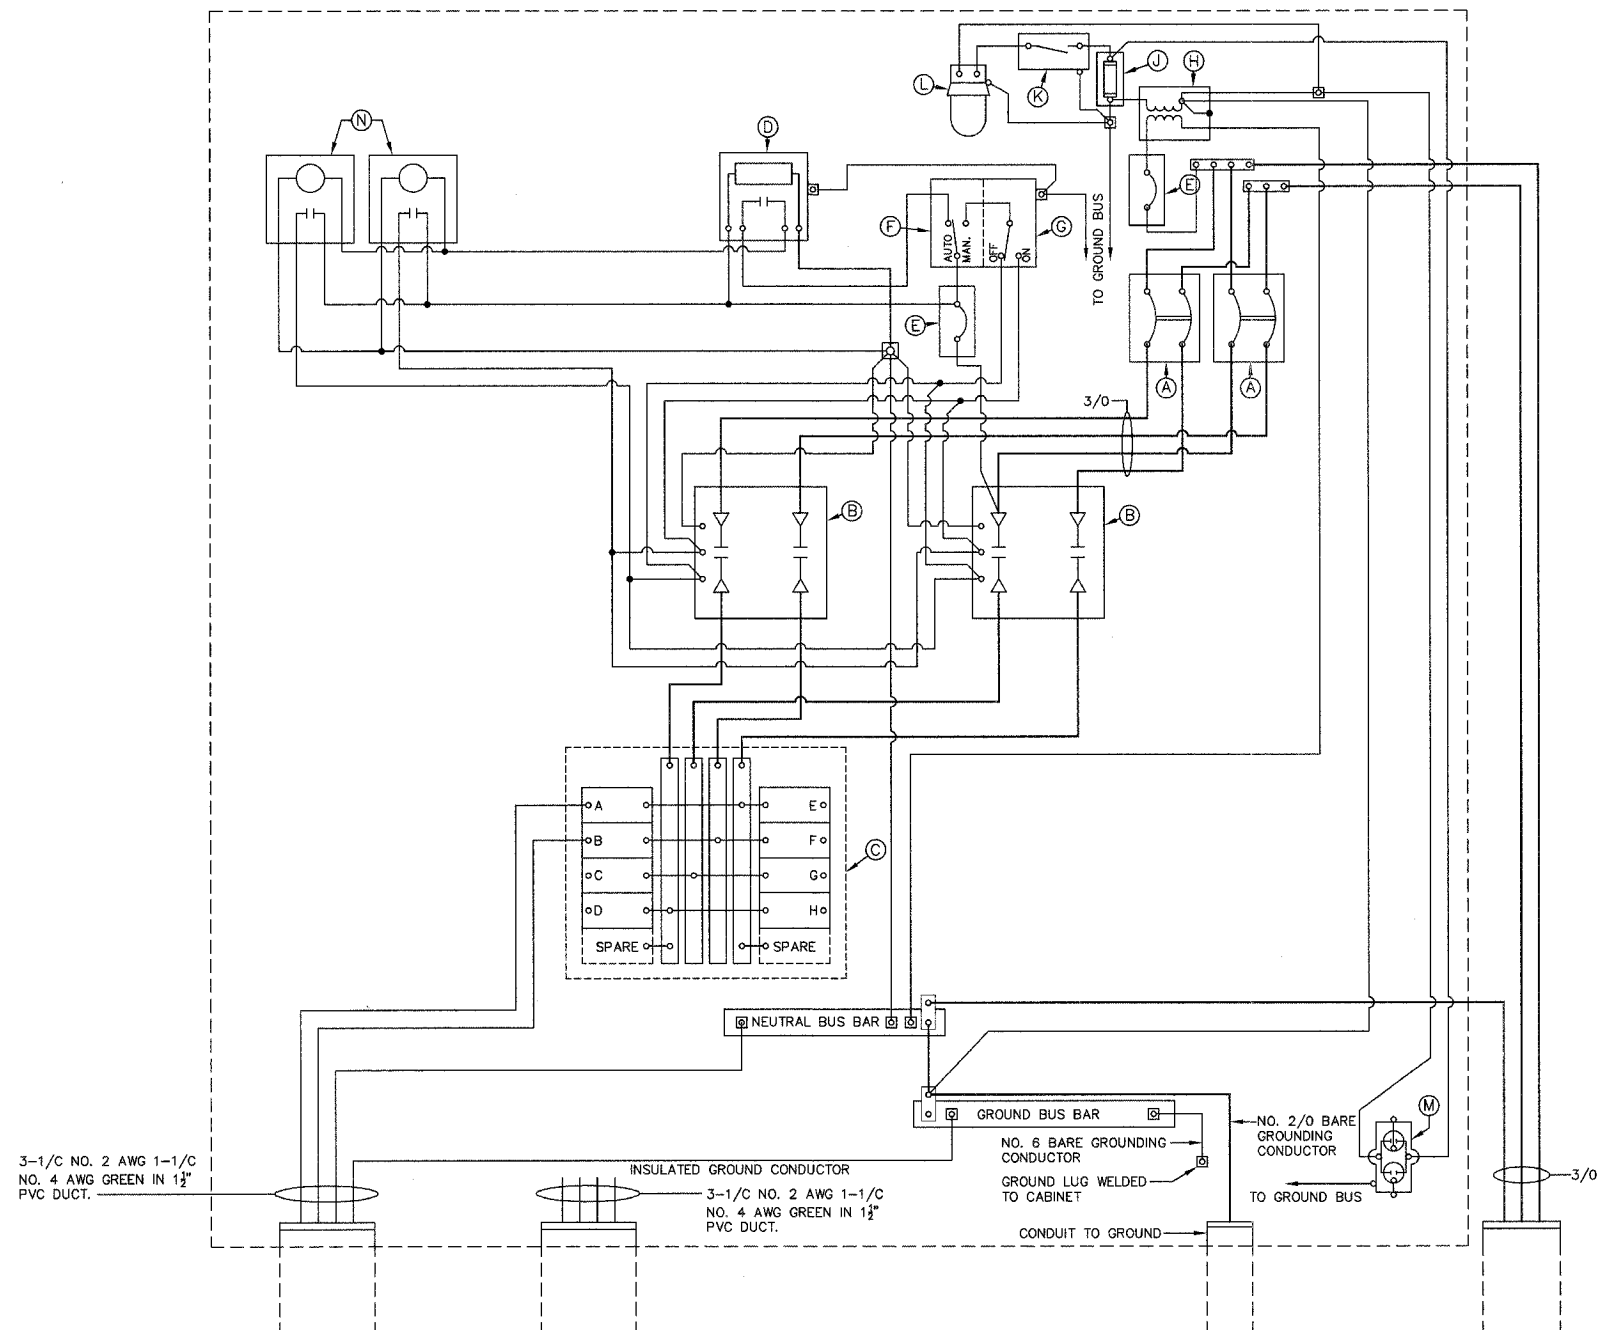 H
J
L
K
N
D
E
F
G
AUTO
MAN.
OFF
ON
TO GROUND BUS
E
A
A
3/0
B
B
A
E
B
F
C
C
G
D
H
SPARE
SPARE
NEUTRAL BUS BAR
GROUND BUS BAR
M
NO. 2/0 BARE
GROUNDING
CONDUCTOR
NO. 6 BARE GROUNDING
CONDUCTOR
3-1/C NO. 2 AWG 1-1/C
NO. 4 AWG GREEN IN 1½"
PVC DUCT.
INSULATED GROUND CONDUCTOR
GROUND LUG WELDED
TO CABINET
3/0
3-1/C NO. 2 AWG 1-1/C
NO. 4 AWG GREEN IN 1½"
PVC DUCT.
TO GROUND BUS
CONDUIT TO GROUND